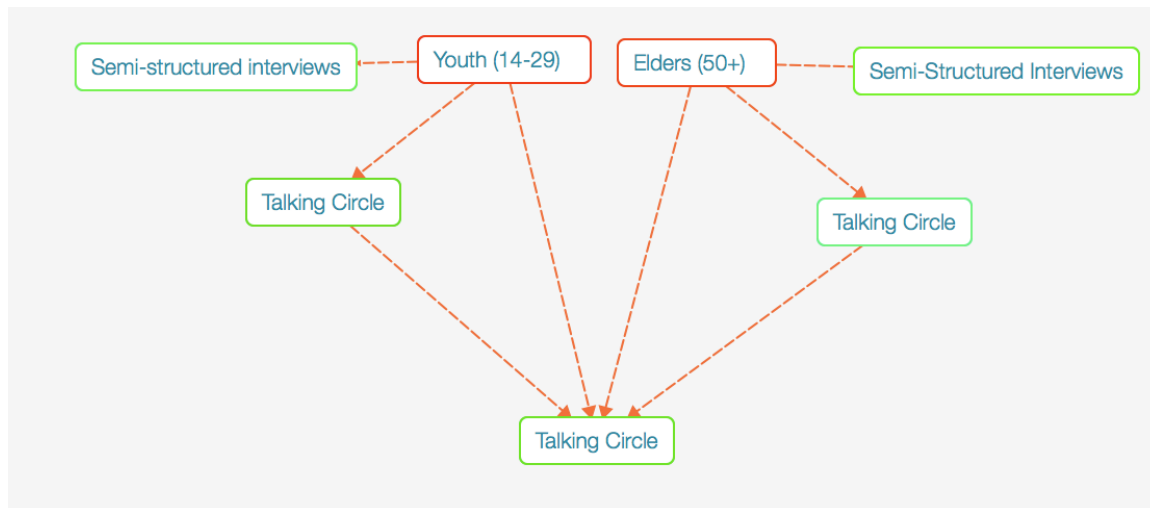 Semi-structured interviews
Youth (14-29)
Elders (50+)
Semi-Structured Interviews
Talking Circle
Talking Circle
Talking Circle